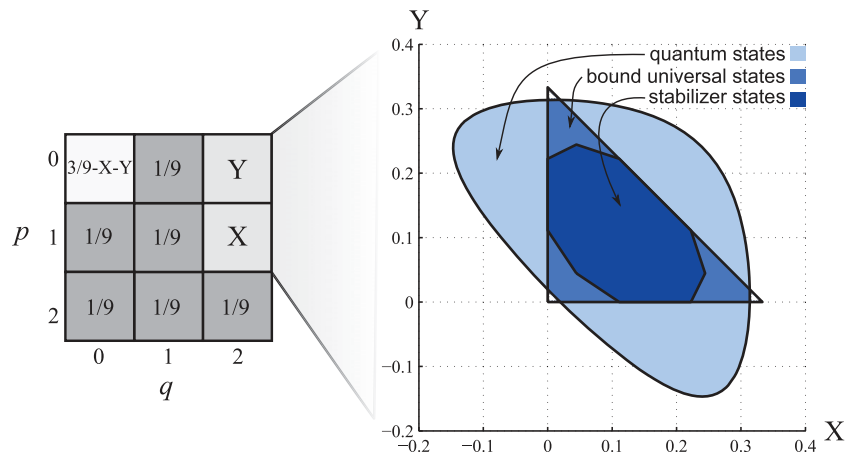 Y
0.4
quantum states
bound universal states
stabilizer states
0.3
0.2
0.1
0
−0.1
−0.2
−0.2 −0.1 0 0.1 0.2 0.3 0.4
X
0 3/9-X-Y 1/9 Y
p 1 1/9 1/9 X
2 1/9 1/9 1/9
0 1 2
q